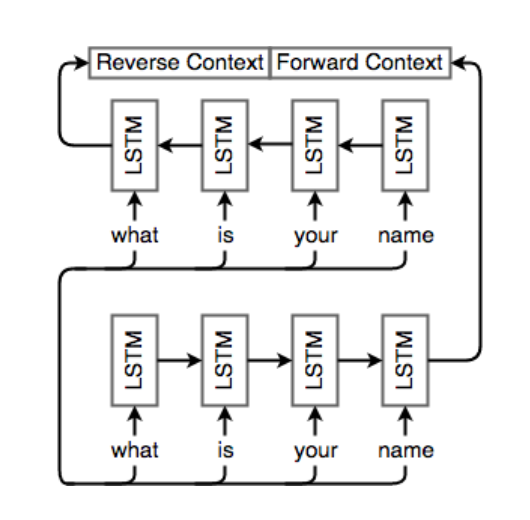 Reverse Context Forward Context
LSTM LSTM LSTM LSTM
what is your name
LSTM LSTM LSTM LSTM
what is your name